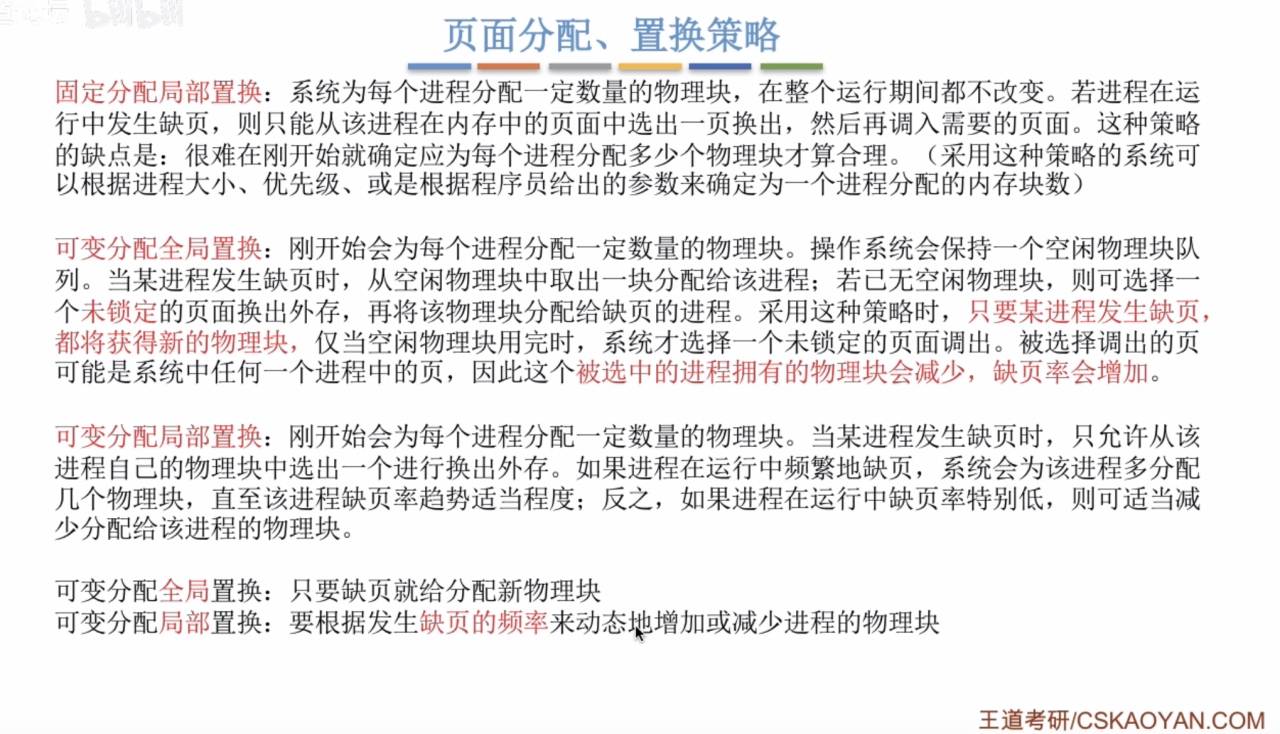 bilibili
页面分配、置换策略
固定分配局部置换：系统为每个进程分配一定数量的物理块，在整个运行期间都不改变。若进程在运
行中发生缺页，则只能从该进程在内存中的页面中选出一页换出，然后再调入需要的页面。这种策略
的缺点是：很难在刚开始就确定应为每个进程分配多少个物理块才算合理。（采用这种策略的系统可
以根据进程大小、优先级、或是根据程序员给出的参数来确定为一个进程分配的内存块数）
可变分配全局置换：刚开始会为每个进程分配一定数量的物理块。操作系统会保持一个空闲物理块队
列。当某进程发生缺页时，从空闲物理块中取出一块分配给该进程；若已无空闲物理块，则可选择一
个未锁定的页面换出外存，再将该物理块分配给缺页的进程。采用这种策略时，只要某进程发生缺页，
都将获得新的物理块，仅当空闲物理块用完时，系统才选择一个未锁定的页面调出。被选择调出的页
可能是系统中任何一个进程中的页，因此这个被选中的进程拥有的物理块会减少，缺页率会增加。
可变分配局部置换：刚开始会为每个进程分配一定数量的物理块。当某进程发生缺页时，只允许从该
进程自己的物理块中选出一个进行换出外存。如果进程在运行中频繁地缺页，系统会为该进程多分配
几个物理块，直至该进程缺页率趋势适当程度；反之，如果进程在运行中缺页率特别低，则可适当减
少分配给该进程的物理块。
可变分配全局置换：只要缺页就给分配新物理块
可变分配局部置换：要根据发生缺页的频率来动态地增加或减少进程的物理块
王道考研/CSKAOYAN.COM